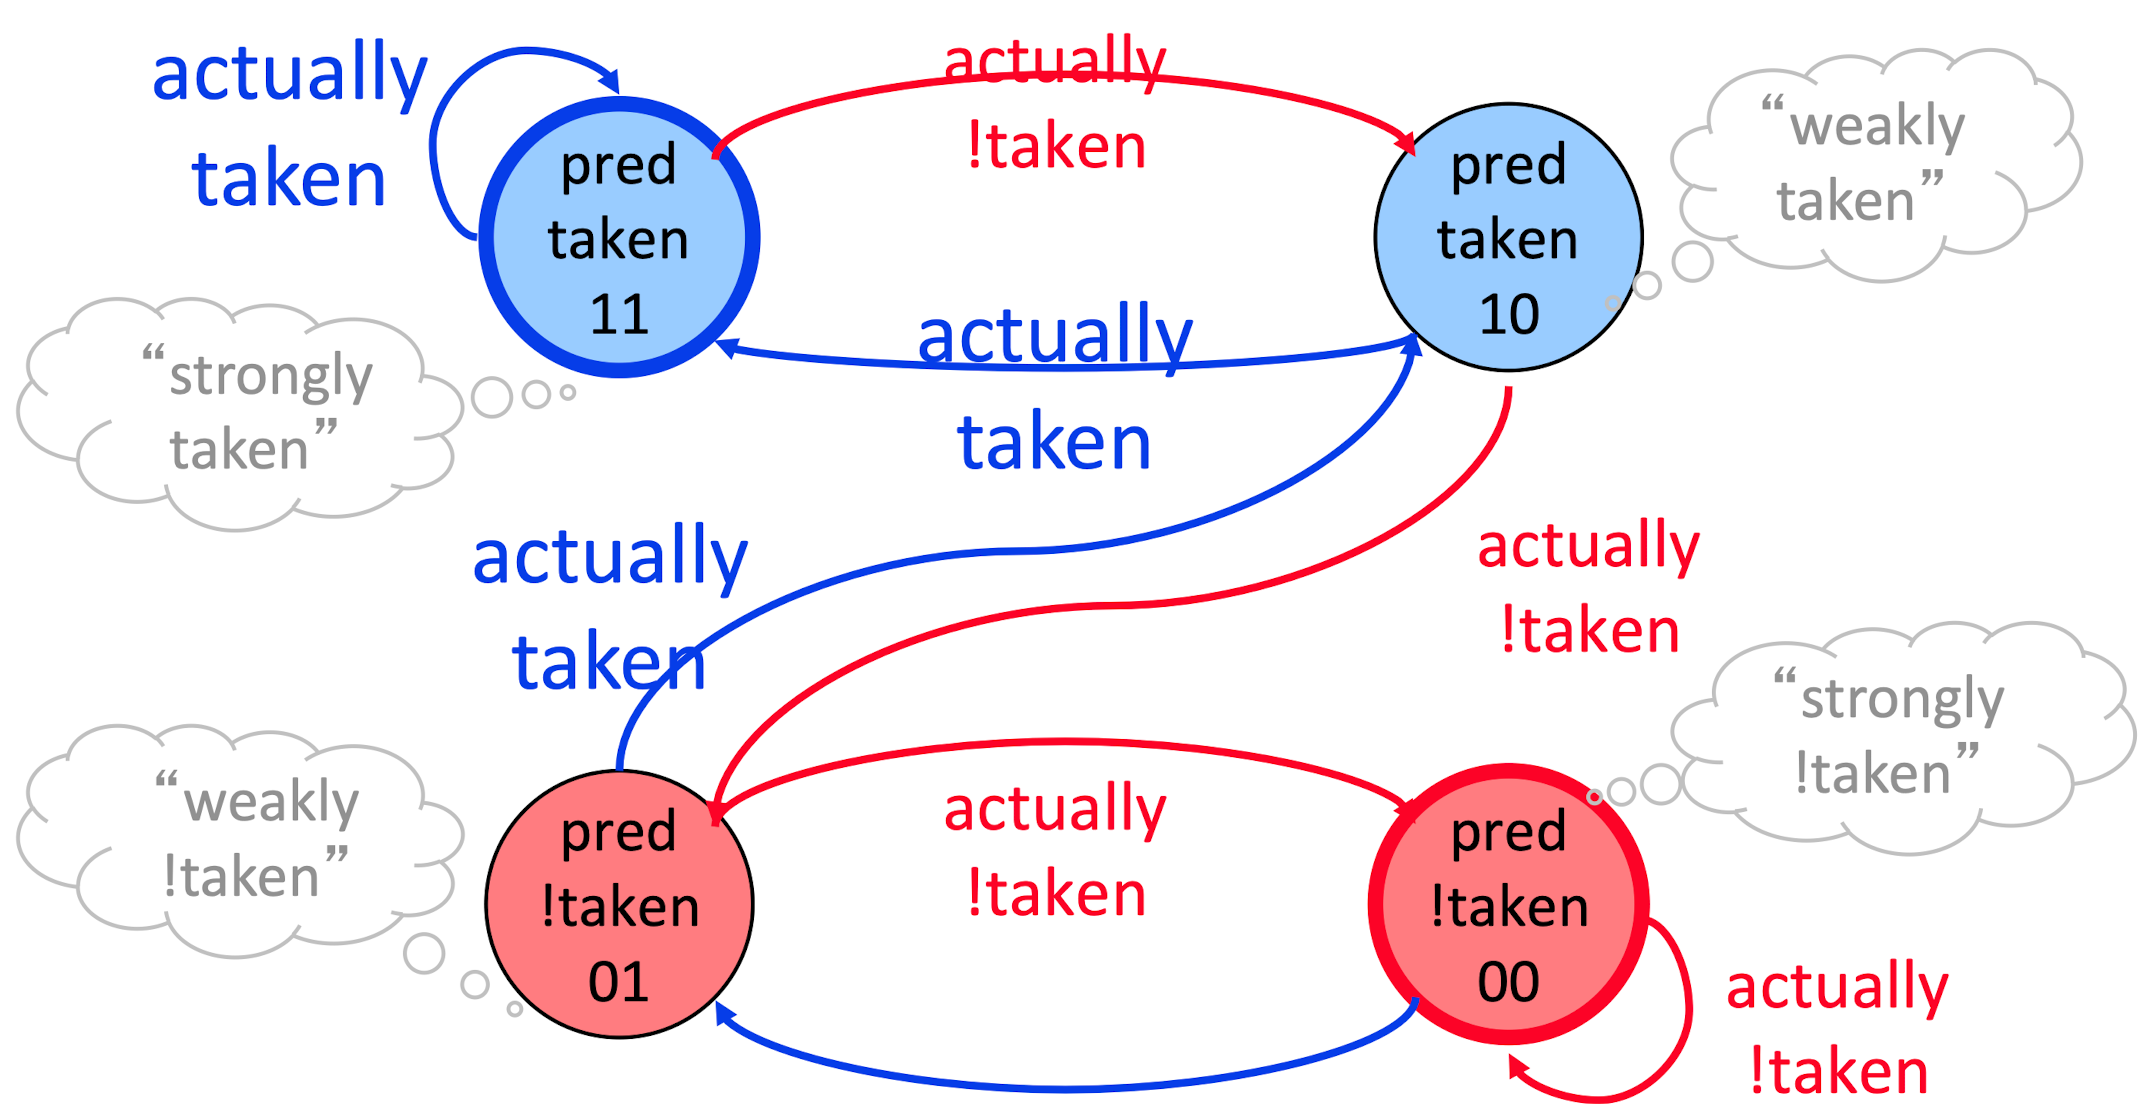 actually
taken
actually
!taken
“weakly
taken”
pred
taken
11
pred
taken
10
“strongly
taken”
actually
taken
actually
taken
actually
!taken
“strongly
!taken”
“weakly
!taken”
actually
!taken
pred
!taken
01
pred
!taken
00
actually
!taken